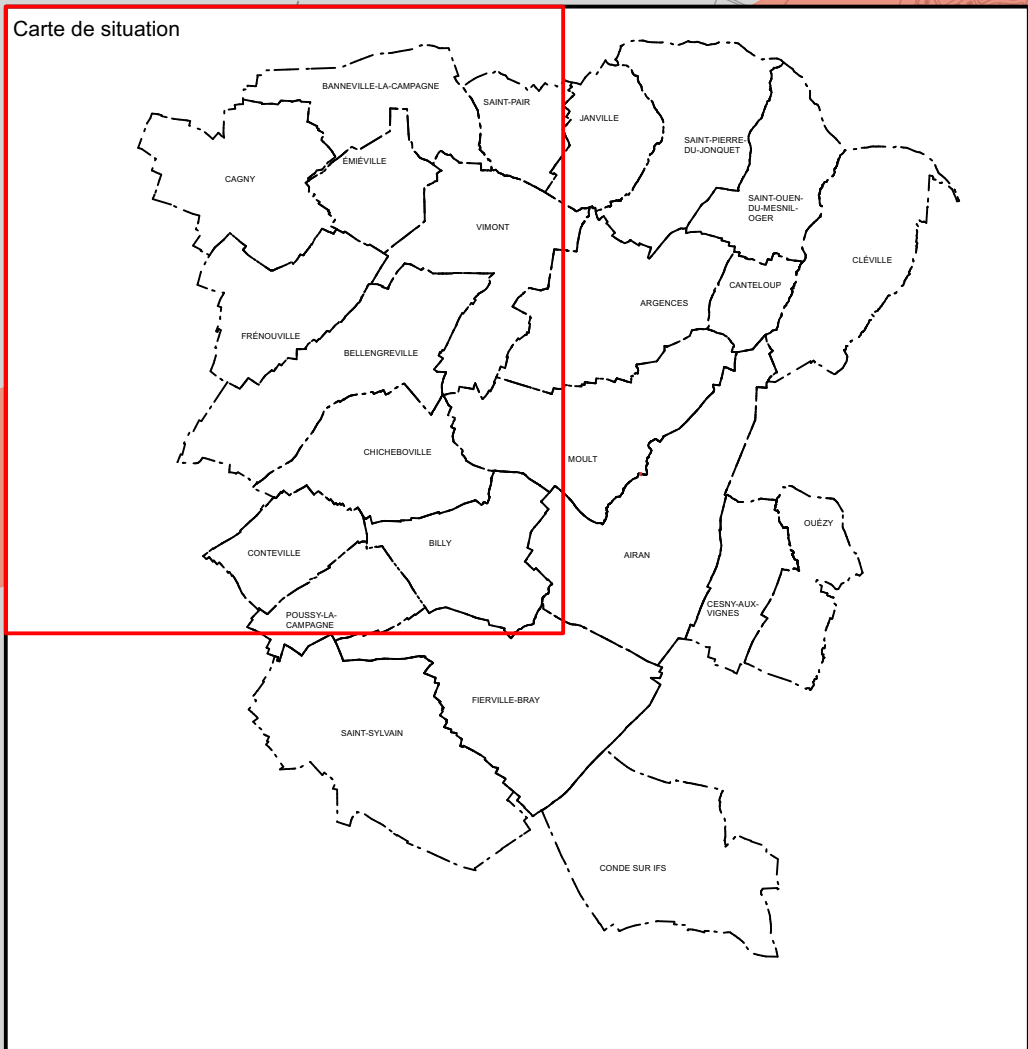 Carte de situation
BANNEVILLE-LA-CAMPAGNE
SAINT-PAIR
JANVILLE
SAINT-PIERRE-
DU-JONQUET
ÉMIÉVILLE
CAGNY
SAINT-OUEN-
DU-MESNIL-
OGER
VIMONT
CLÉVILLE
CANTELOUP
ARGENCES
FRÉNOUVILLE
BELLENGREVILLE
CHICHEBOVILLE
MOULT
OUÉZY
BILLY
CONTEVILLE
AIRAN
CESNY-AUX-
VIGNES
POUSSY-LA-
CAMPAGNE
FIERVILLE-BRAY
SAINT-SYLVAIN
CONDE SUR IFS